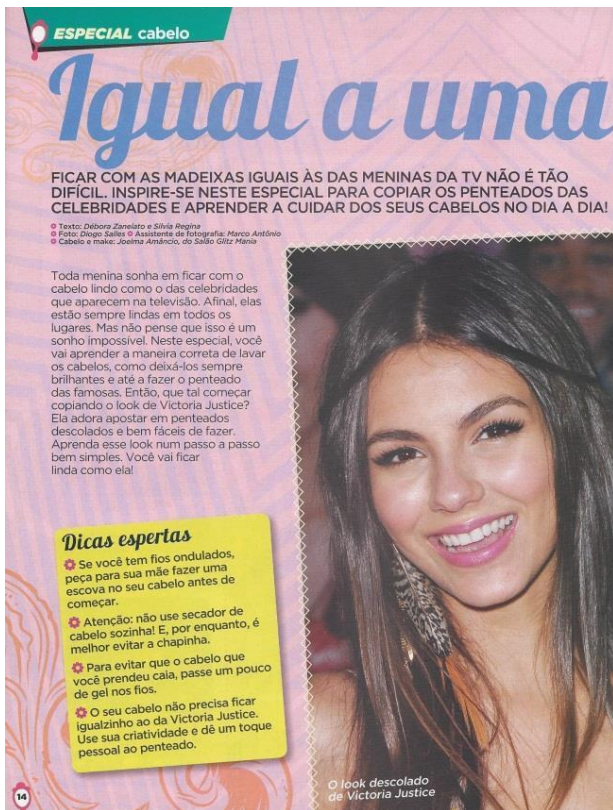 ESPECIAL cabelo
Igual a uma
FICAR COM AS MADEIXAS IGUAIS ÀS DAS MENINAS DA TV NÃO É TÃO
DIFÍCIL. INSPIRE-SE NESTE ESPECIAL PARA COPIAR OS PENTEADOS DAS
CELEBRIDADES E APRENDER A CUIDAR DOS SEUS CABELOS NO DIA A DIA!
Texto: Débora Zanelato e Silvia Regina
Foto: Diogo Salles Assistente de fotografia: Marco Antônio
Cabelo e make: Joelma Amâncio, do Salão Glitz Mania
Toda menina sonha em ficar com o
cabelo lindo como o das celebridades
que aparecem na televisão. Afinal, elas
estão sempre lindas em todos os
lugares. Mas não pense que isso é um
sonho impossível. Neste especial, você
vai aprender a maneira correta de lavar
os cabelos, como deixá-los sempre
brilhantes e até a fazer o penteado
das famosas. Então, que tal começar
copiando o look de Victoria Justice?
Ela adora apostar em penteados
descolados e bem fáceis de fazer.
Aprenda esse look num passo a passo
bem simples. Você vai ficar
linda como ela!
Dicas espertas
Se você tem fios ondulados,
peça para sua mãe fazer uma
escova no seu cabelo antes de
começar.
Atenção: não use secador de
cabelo sozinha! E, por enquanto, é
melhor evitar a chapinha.
Para evitar que o cabelo que
você prendeu caia, passe um pouco
de gel nos fios.
O seu cabelo não precisa ficar
igualzinho ao da Victoria Justice.
Use sua criatividade e dê um toque
pessoal ao penteado.
O look descolado
de Victoria Justice
14